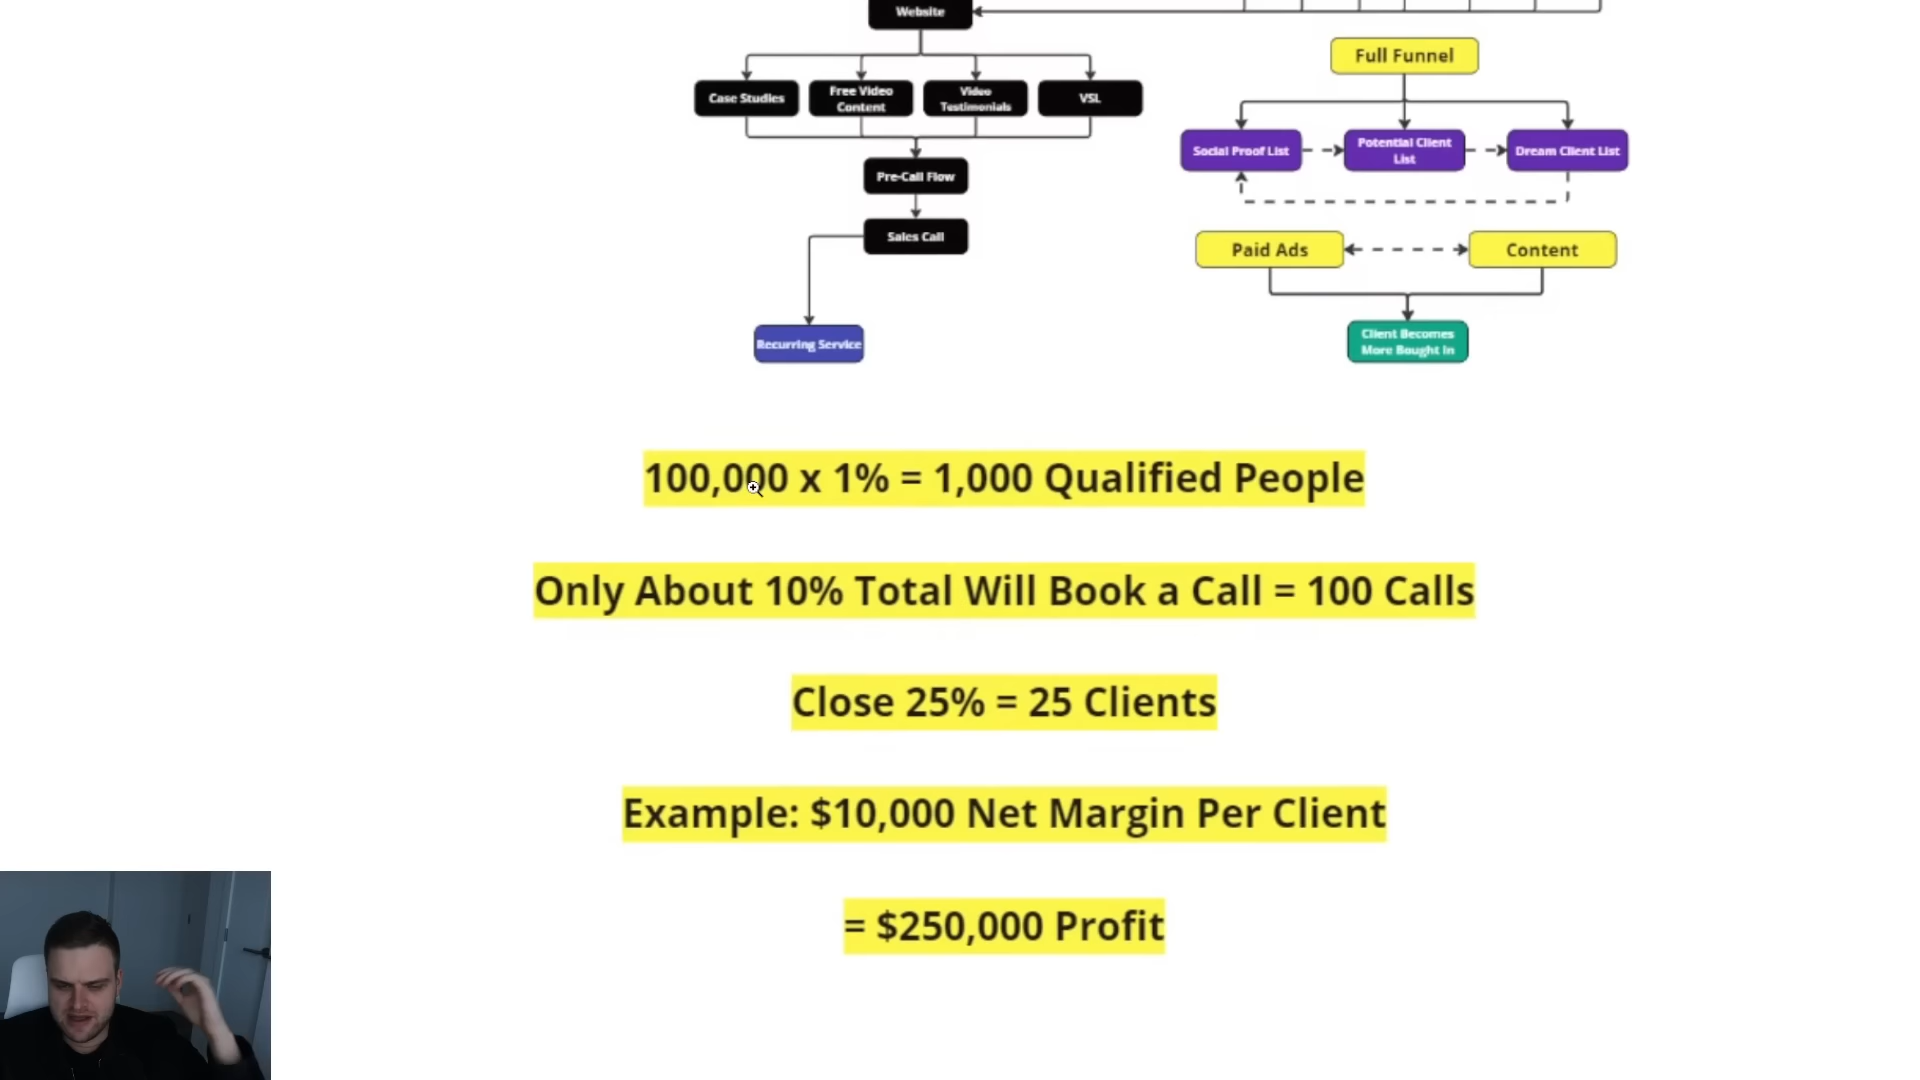 Website
Full Funnel
Case Studies
Free Video
Content
Video
Testimonials
VSL
Social Proof List
Potential Client
List
Dream Client List
Pre-Call Flow
Sales Call
Paid Ads
Content
Recurring Service
Client Becomes
More Bought In
100,000 x 1% = 1,000 Qualified People
Only About 10% Total Will Book a Call = 100 Calls
Close 25% = 25 Clients
Example: $10,000 Net Margin Per Client
= $250,000 Profit